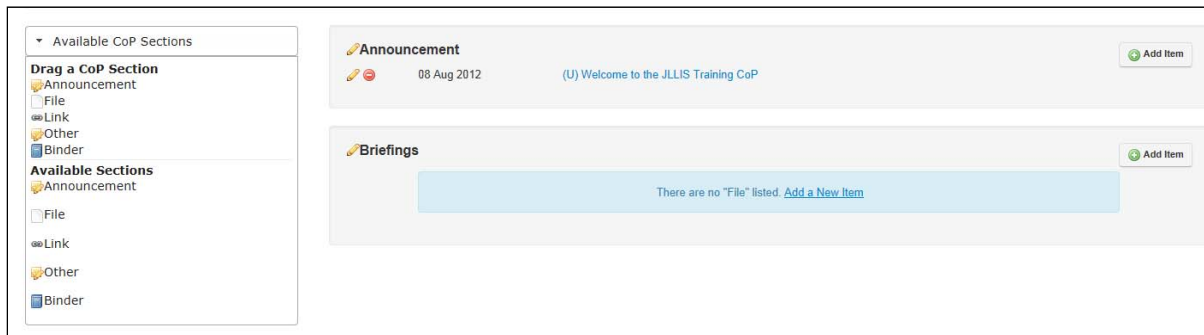 Available CoP Sections
Drag a CoP Section
Announcement
File
Link
Other
Binder
Available Sections
Announcement
File
Link
Other
Binder
Announcement
Add Item
08 Aug 2012 (U) Welcome to the JLLIS Training CoP
Briefings
Add Item
There are no "File" listed. Add a New Item